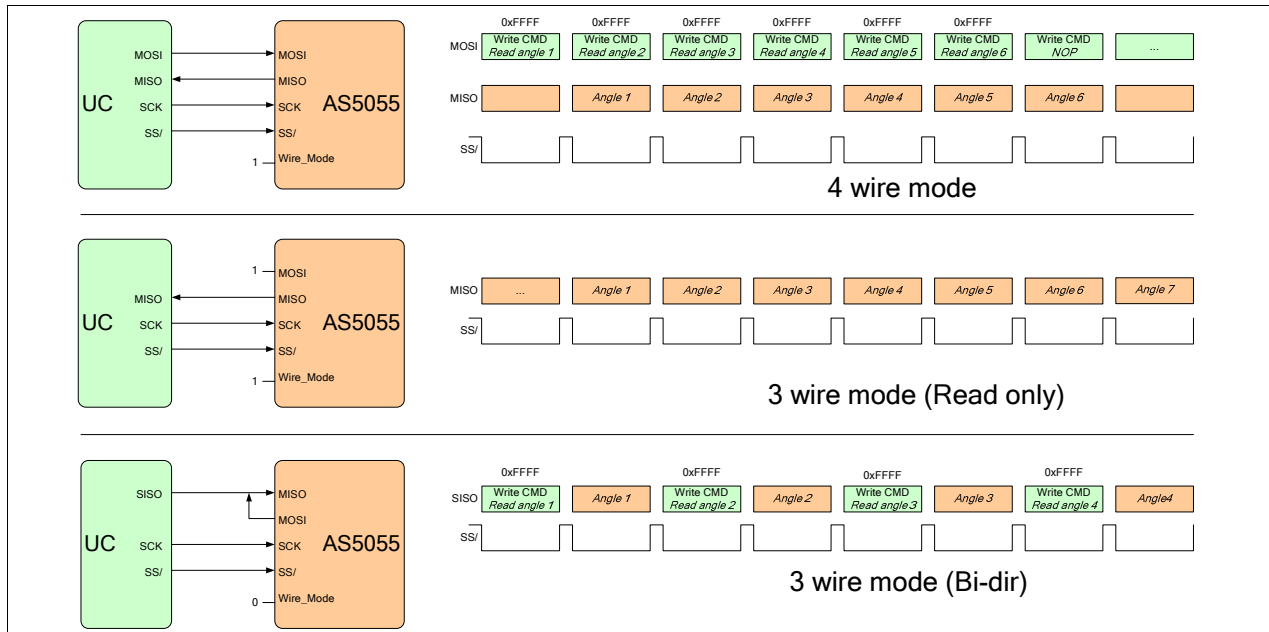 0xFFFF 0xFFFF 0xFFFF 0xFFFF 0xFFFF 0xFFFF
MOSI Write CMD Write CMD Write CMD Write CMD Write CMD Write CMD Write CMD ...
Read angle 1 Read angle 2 Read angle 3 Read angle 4 Read angle 5 Read angle 6 NOP
MISO Angle 1 Angle 2 Angle 3 Angle 4 Angle 5 Angle 6
SS/
UC
MOSI
MISO
SCK
SS/
MOSI
MISO
SCK
SS/
1 Wire_Mode
AS5055
4 wire mode
UC
MISO
SCK
SS/
1 MOSI
MISO
SCK
SS/
1 Wire_Mode
AS5055
MISO ... Angle 1 Angle 2 Angle 3 Angle 4 Angle 5 Angle 6 Angle 7
SS/
3 wire mode (Read only)
UC
SISO
SCK
SS/
MISO
MOSI
SCK
SS/
0 Wire_Mode
AS5055
0xFFFF 0xFFFF 0xFFFF 0xFFFF
SISO Write CMD Angle 1 Write CMD Angle 2 Write CMD Angle 3 Write CMD Angle4
Read angle 1 Read angle 2 Read angle 3 Read angle 4
SS/
3 wire mode (Bi-dir)